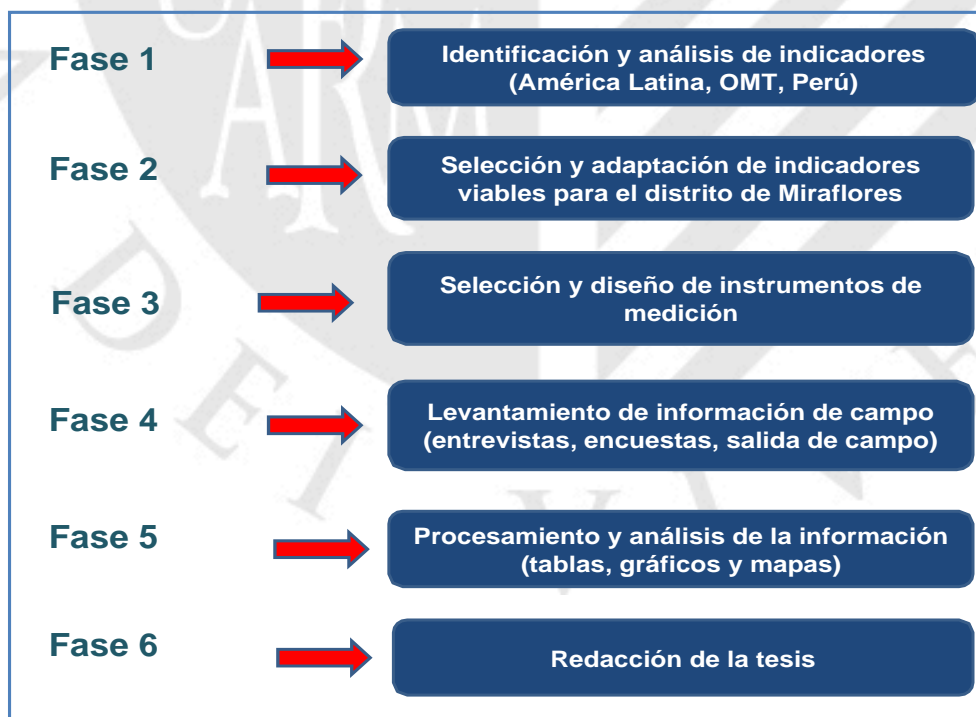 Fase 1
Identificación y análisis de indicadores
(América Latina, OMT, Perú)
Fase 2
Selección y adaptación de indicadores
viables para el distrito de Miraflores
Fase 3
Selección y diseño de instrumentos de
medición
Fase 4
Levantamiento de información de campo
(entrevistas, encuestas, salida de campo)
Fase 5
Procesamiento y análisis de la información
(tablas, gráficos y mapas)
Fase 6
Redacción de la tesis